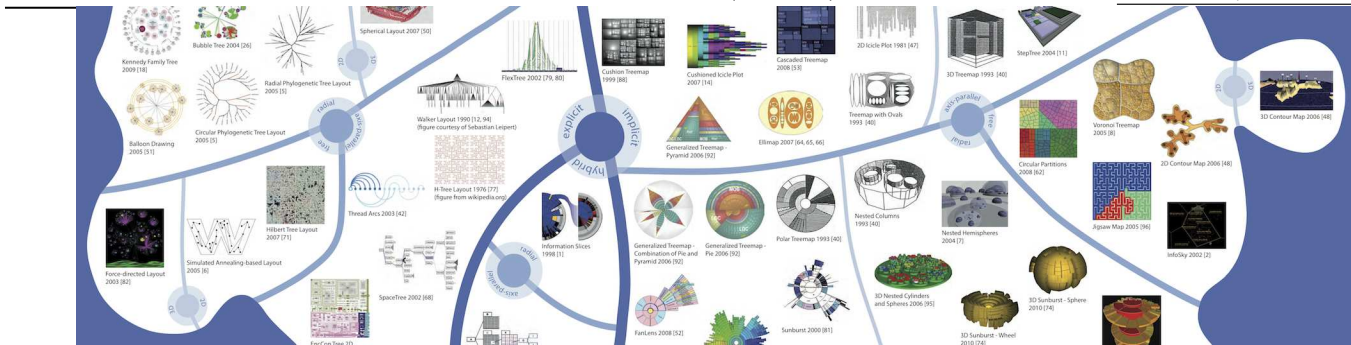 Kennedy Family Tree
2009 [18]
Bubble Tree 2004 [26]
Radial Phylogenetic Tree Layout
2005 [5]
Spherical Layout 2007 [50]
Balloon Drawing
2005 [51]
Circular Phylogenetic Tree Layout
2005 [5]
3D
2D
radial
axis-parallel
free
Walker Layout 1990 [12, 94]
(figure courtesy of Sebastian Leipert)
FlexTree 2002 [79, 80]
H-Tree Layout 1976 [77]
(figure from wikipedia.org)
Thread Arcs 2003 [42]
Hilbert Tree Layout
2007 [71]
Force-directed Layout
2003 [82]
Simulated Annealing-based Layout
2005 [6]
3D
2D
SpaceTree 2002 [68]
EncCon Tree 2D
explicit
implicit
hybrid
Cushion Treemap
1999 [88]
Cushioned Icicle Plot
2007 [14]
Cascaded Treemap
2008 [53]
2D Icicle Plot 1981 [47]
Generalized Treemap -
Pyramid 2006 [92]
Ellimap 2007 [64, 65, 66]
Treemap with Ovals
1993 [40]
3D Treemap 1993 [40]
StepTree 2004 [11]
axis-parallel
free
radial
Circular Partitions
2008 [62]
Voronoi Treemap
2005 [8]
2D Contour Map 2006 [48]
3D
2D
3D Contour Map 2006 [48]
Jigsaw Map 2005 [96]
InfoSky 2002 [2]
Information Slices
1998 [1]
radial
axis-parallel
Generalized Treemap -
Combination of Pie and
Pyramid 2006 [92]
Generalized Treemap -
Pie 2006 [92]
Polar Treemap 1993 [40]
Nested Columns
1993 [40]
Nested Hemispheres
2004 [7]
FanLens 2008 [52]
Sunburst 2000 [81]
3D Nested Cylinders
and Spheres 2006 [95]
3D Sunburst - Wheel
2010 [74]
3D Sunburst - Sphere
2010 [74]